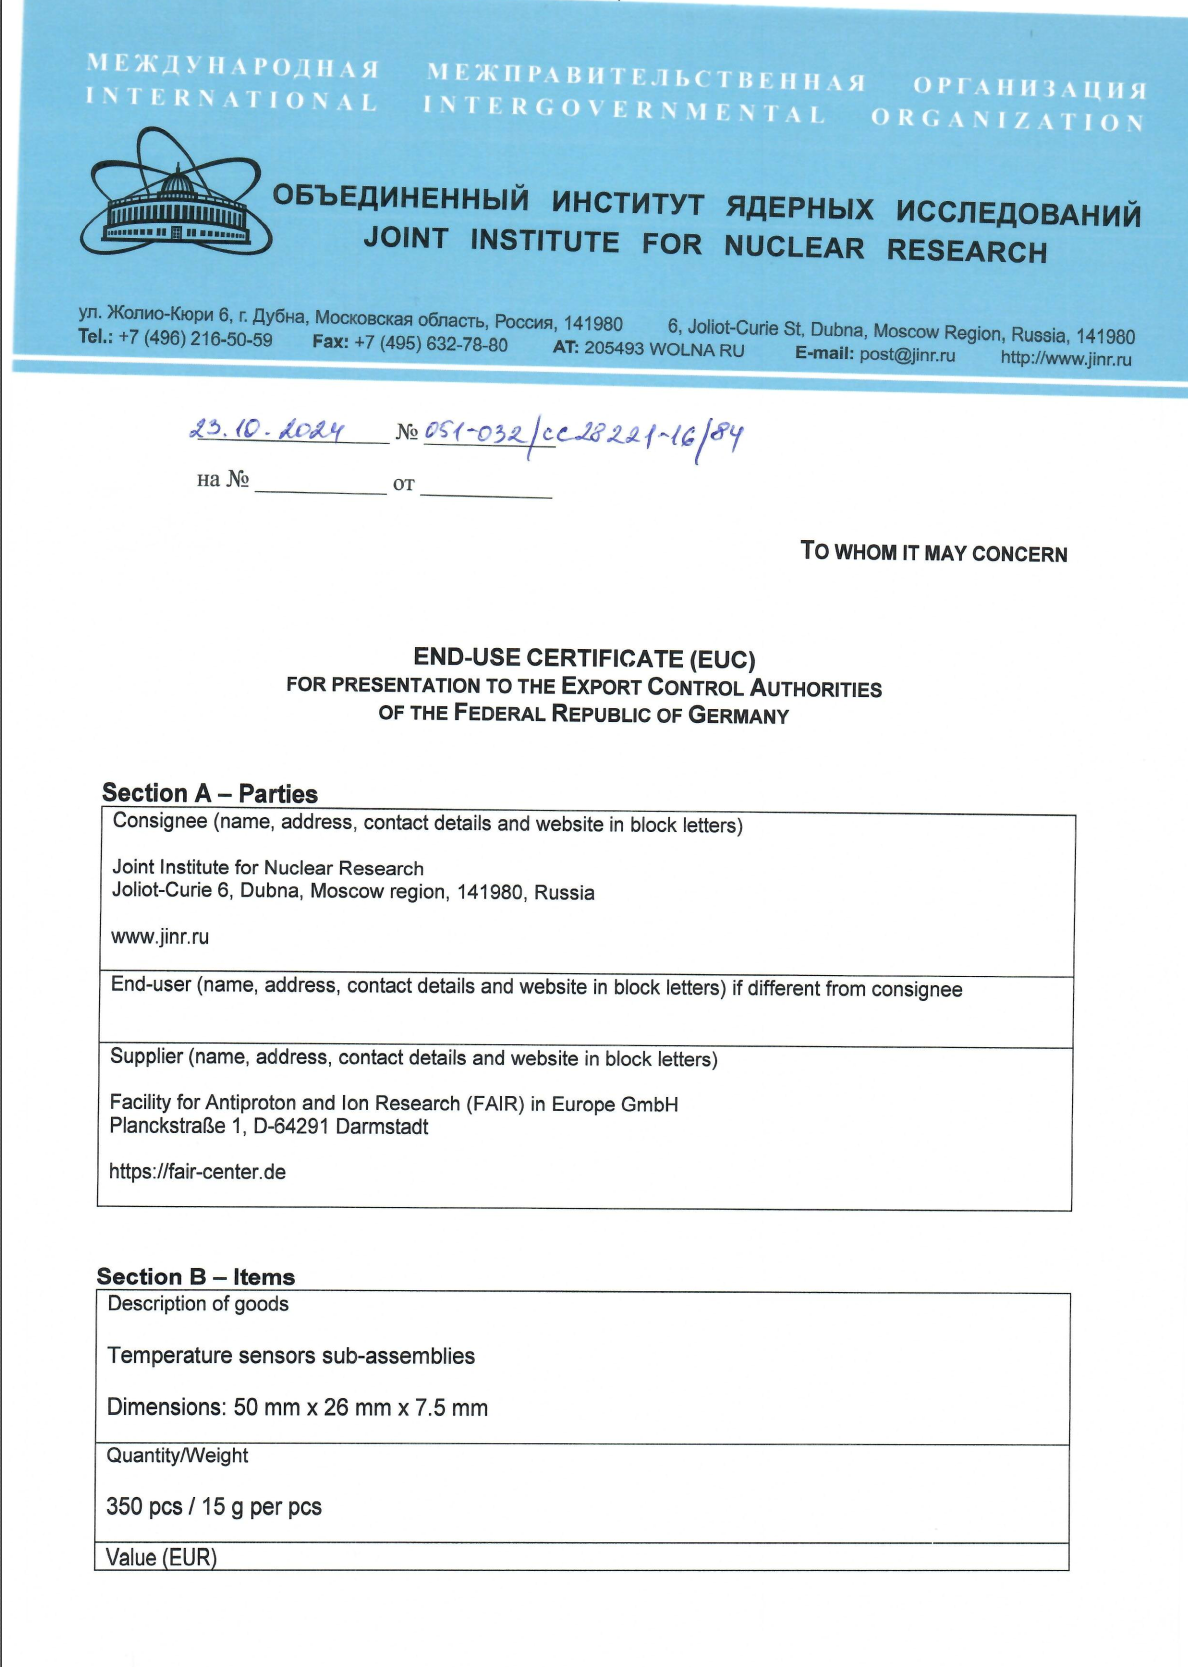 МЕЖДУНАРОДНАЯ МЕЖПРАВИТЕЛЬСТВЕННАЯ ОРГАНИЗАЦИЯ
INTERNATIONAL INTERGOVERNMENTAL ORGANIZATION
ОБЪЕДИНЕННЫЙ ИНСТИТУТ ЯДЕРНЫХ ИССЛЕДОВАНИЙ
JOINT INSTITUTE FOR NUCLEAR RESEARCH
ул. Жолио-Кюри 6, г. Дубна, Московская область, Россия, 141980 6, Joliot-Curie St, Dubna, Moscow Region, Russia, 141980
Tel.: +7 (496) 216-50-59 Fax: +7 (495) 632-78-80 AT: 205493 WOLNA RU E-mail: post@jinr.ru http://www.jinr.ru
23.10.2024 № 051-032/cc28221-16/84
на № от
TO WHOM IT MAY CONCERN
END-USE CERTIFICATE (EUC)
FOR PRESENTATION TO THE EXPORT CONTROL AUTHORITIES
OF THE FEDERAL REPUBLIC OF GERMANY
Section A – Parties
Consignee (name, address, contact details and website in block letters)
Joint Institute for Nuclear Research
Joliot-Curie 6, Dubna, Moscow region, 141980, Russia
www.jinr.ru
End-user (name, address, contact details and website in block letters) if different from consignee
Supplier (name, address, contact details and website in block letters)
Facility for Antiproton and Ion Research (FAIR) in Europe GmbH
Planckstraße 1, D-64291 Darmstadt
https://fair-center.de
Section B – Items
Description of goods
Temperature sensors sub-assemblies
Dimensions: 50 mm x 26 mm x 7.5 mm
Quantity/Weight
350 pcs / 15 g per pcs
Value (EUR)